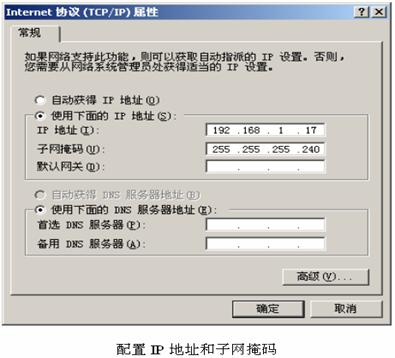 Internet 协议 (TCP/IP) 属性
常规
如果网络支持此功能，则可以获取自动指派的 IP 设置。否则，
您需要从网络系统管理员处获得适当的 IP 设置。
自动获得 IP 地址(O)
使用下面的 IP 地址(S):
IP 地址(I): 192 .168 . 1 . 17
子网掩码(U): 255 .255 .255 .240
默认网关(D): . . .
自动获得 DNS 服务器地址(B)
使用下面的 DNS 服务器地址(E):
首选 DNS 服务器(P): . . .
备用 DNS 服务器(A): . . .
高级(V)...
确定 取消
配置 IP 地址和子网掩码